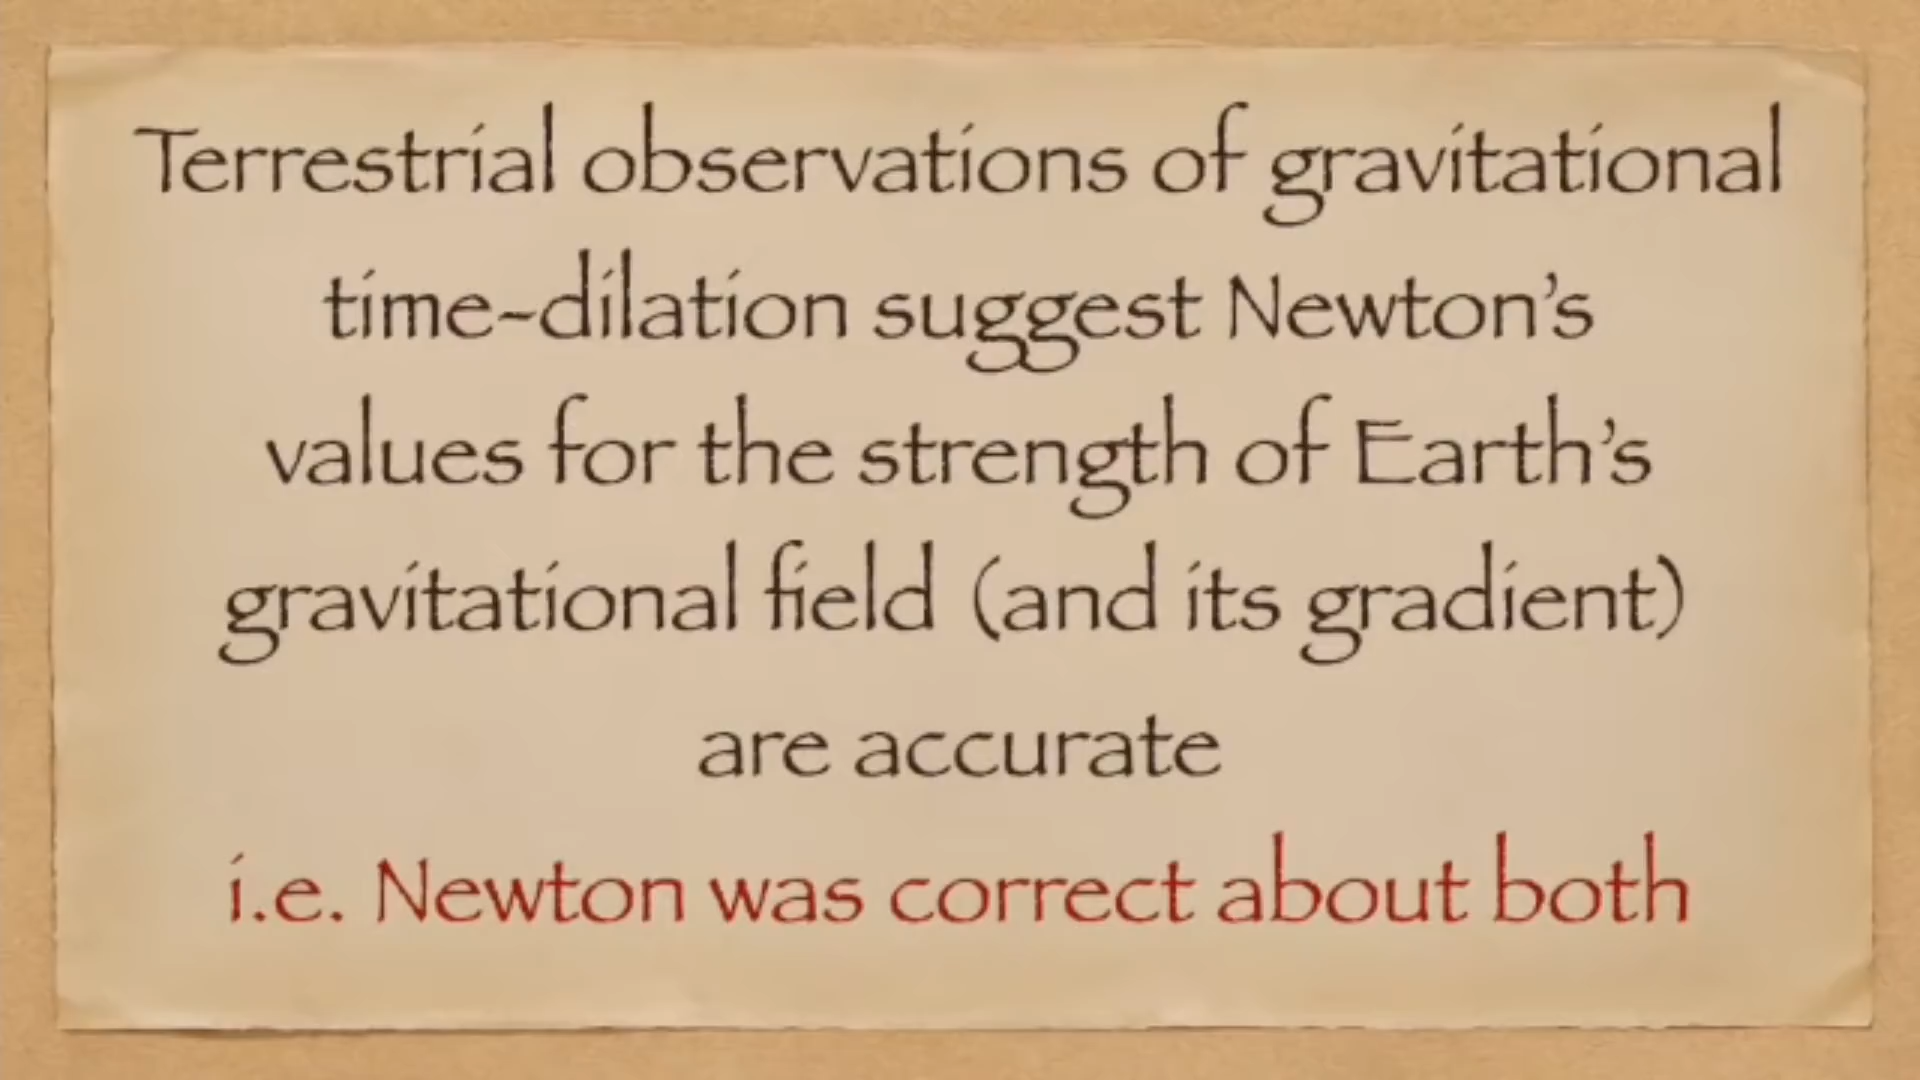 Terrestrial observations of gravitational
time-dilation suggest Newton's
values for the strength of Earth's
gravitational field (and its gradient)
are accurate
i.e. Newton was correct about both